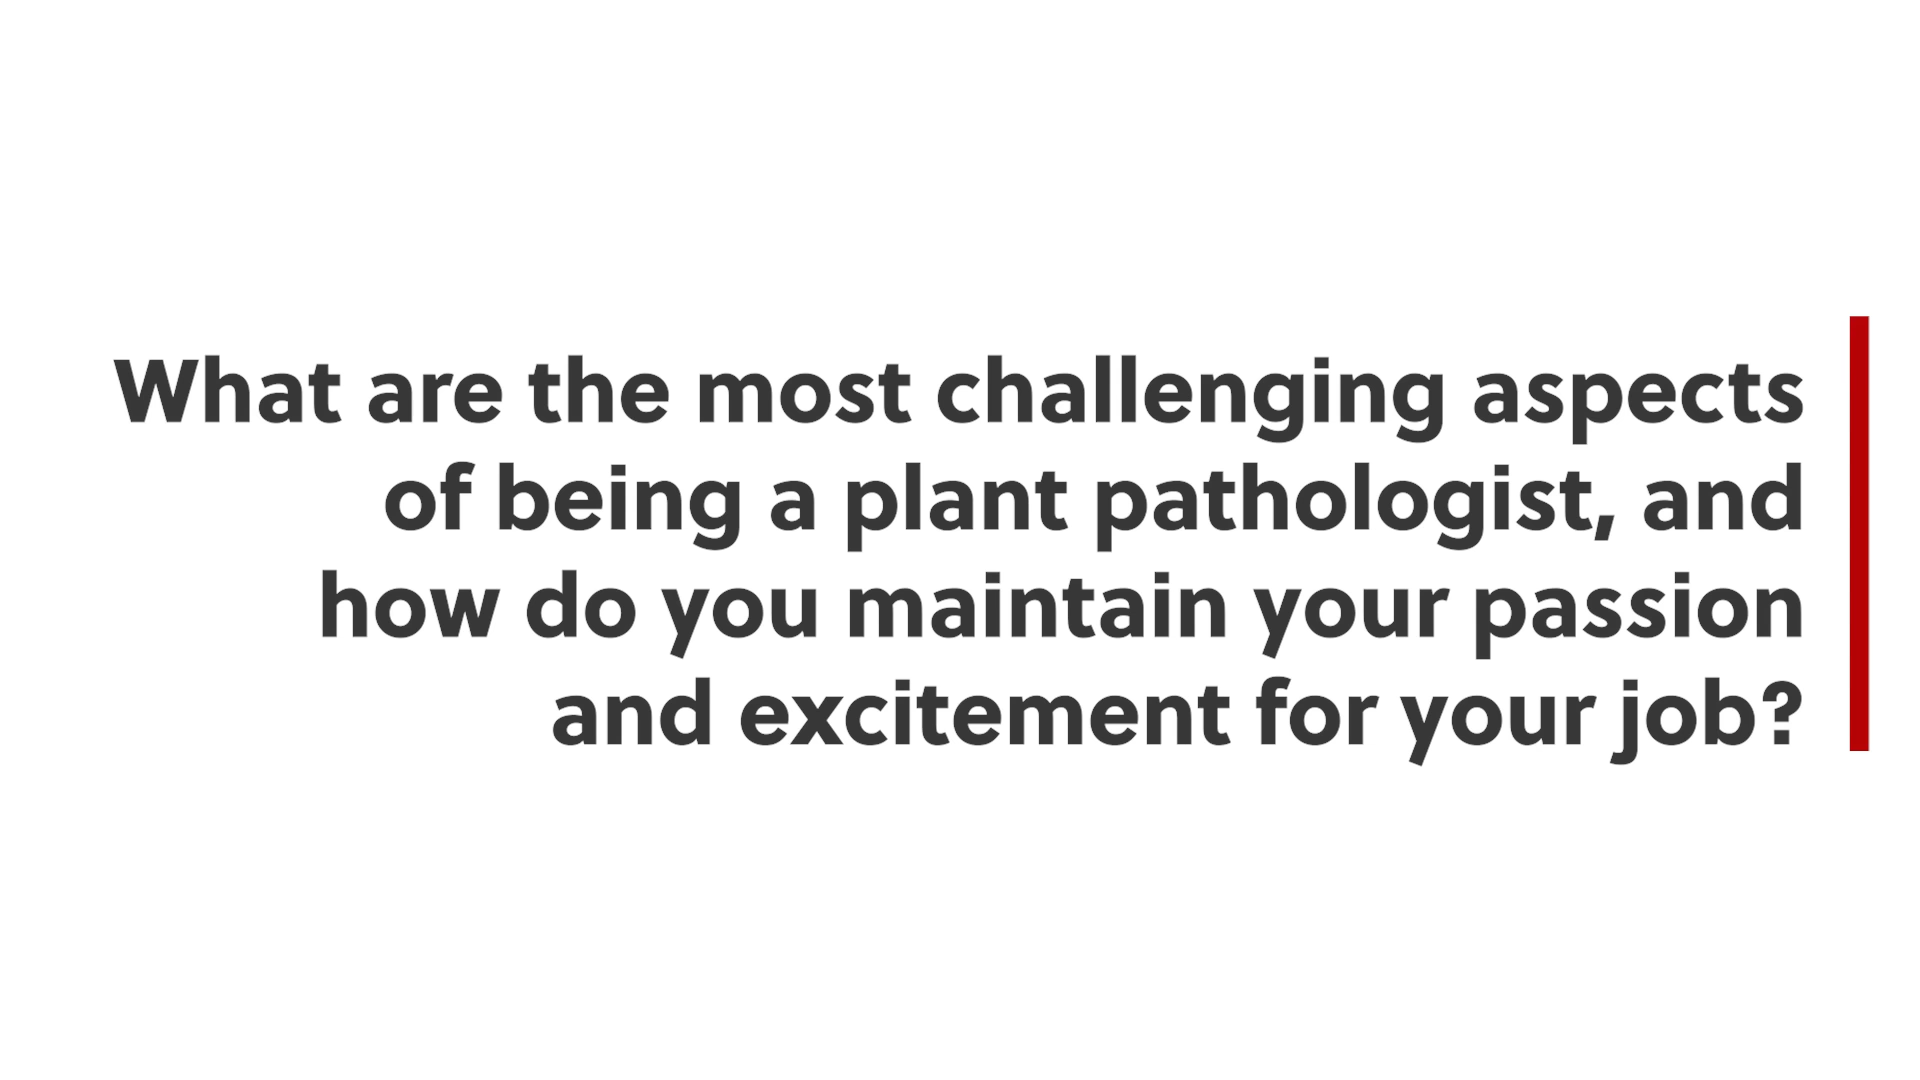 What are the most challenging aspects
of being a plant pathologist, and
how do you maintain your passion
and excitement for your job?